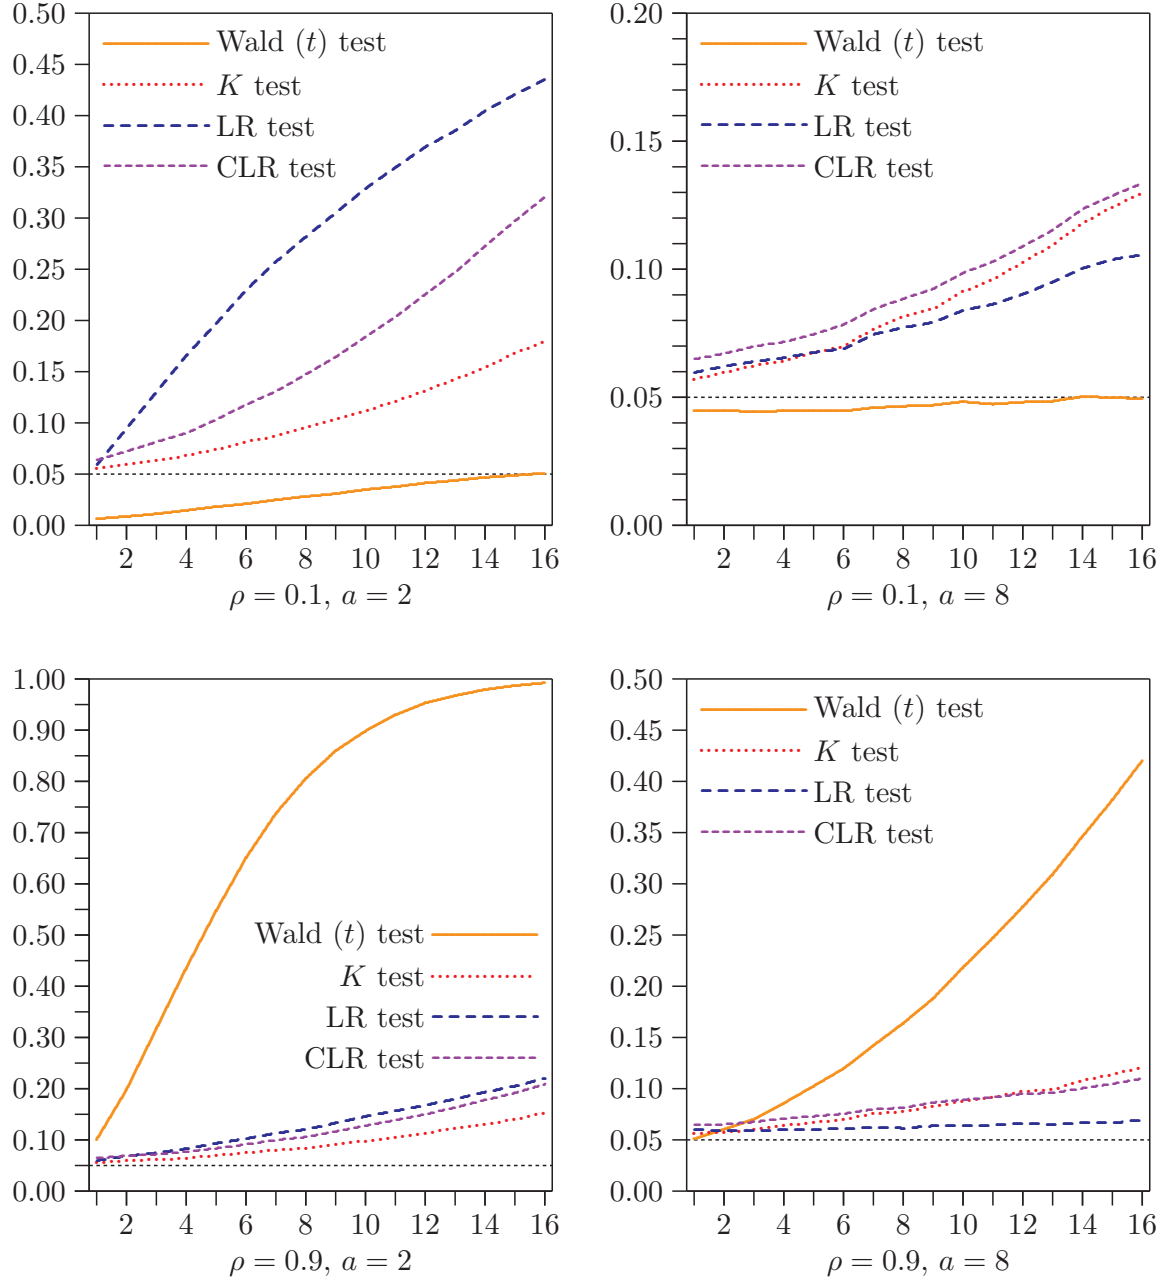 0.50
0.45
0.40
0.35
0.30
0.25
0.20
0.15
0.10
0.05
0.00
Wald (t) test
K test
LR test
CLR test
2 4 6 8 10 12 14 16
ρ = 0.1, a = 2
0.20
0.15
0.10
0.05
0.00
Wald (t) test
K test
LR test
CLR test
2 4 6 8 10 12 14 16
ρ = 0.1, a = 8
1.00
0.90
0.80
0.70
0.60
0.50
0.40
0.30
0.20
0.10
0.00
Wald (t) test
K test
LR test
CLR test
2 4 6 8 10 12 14 16
ρ = 0.9, a = 2
0.50
0.45
0.40
0.35
0.30
0.25
0.20
0.15
0.10
0.05
0.00
Wald (t) test
K test
LR test
CLR test
2 4 6 8 10 12 14 16
ρ = 0.9, a = 8